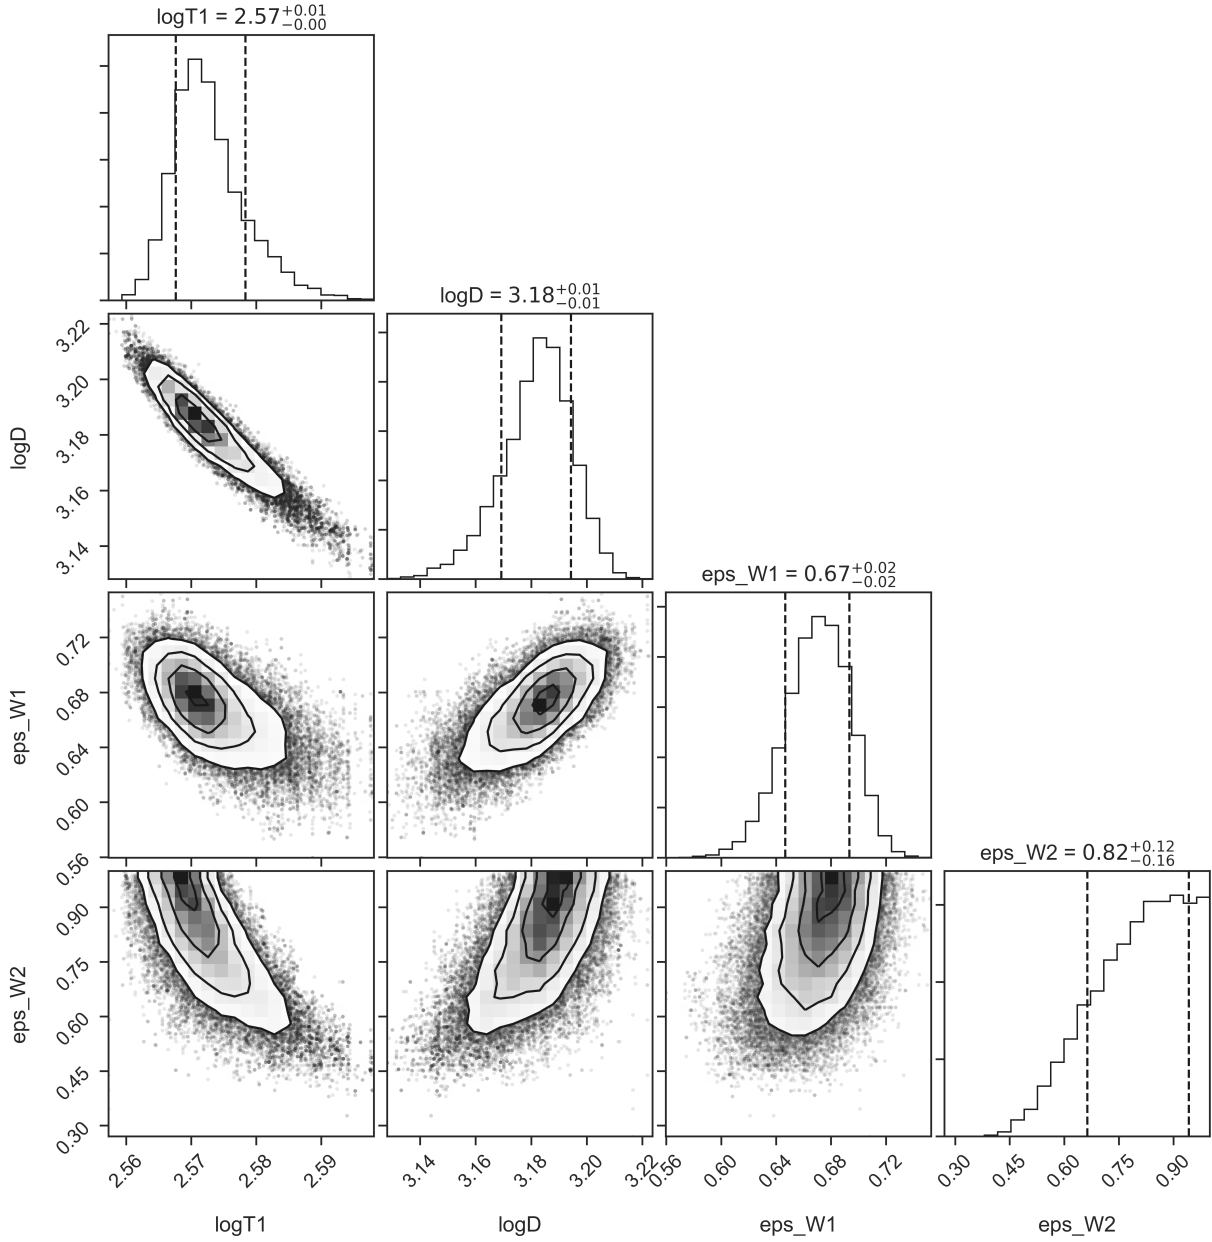 logT1 = 2.57+0.01−0.00
logD = 3.18+0.01−0.01
3.22
3.20
3.18
3.16
3.14
logD
eps_W1 = 0.67+0.02−0.02
0.72
0.68
0.64
0.60
0.56
eps_W1
eps_W2 = 0.82+0.12−0.16
0.90
0.75
0.60
0.45
0.30
eps_W2
2.56 2.57 2.58 2.59 3.14 3.16 3.18 3.20 3.22 0.56 0.60 0.64 0.68 0.72 0.30 0.45 0.60 0.75 0.90
logT1 logD eps_W1 eps_W2